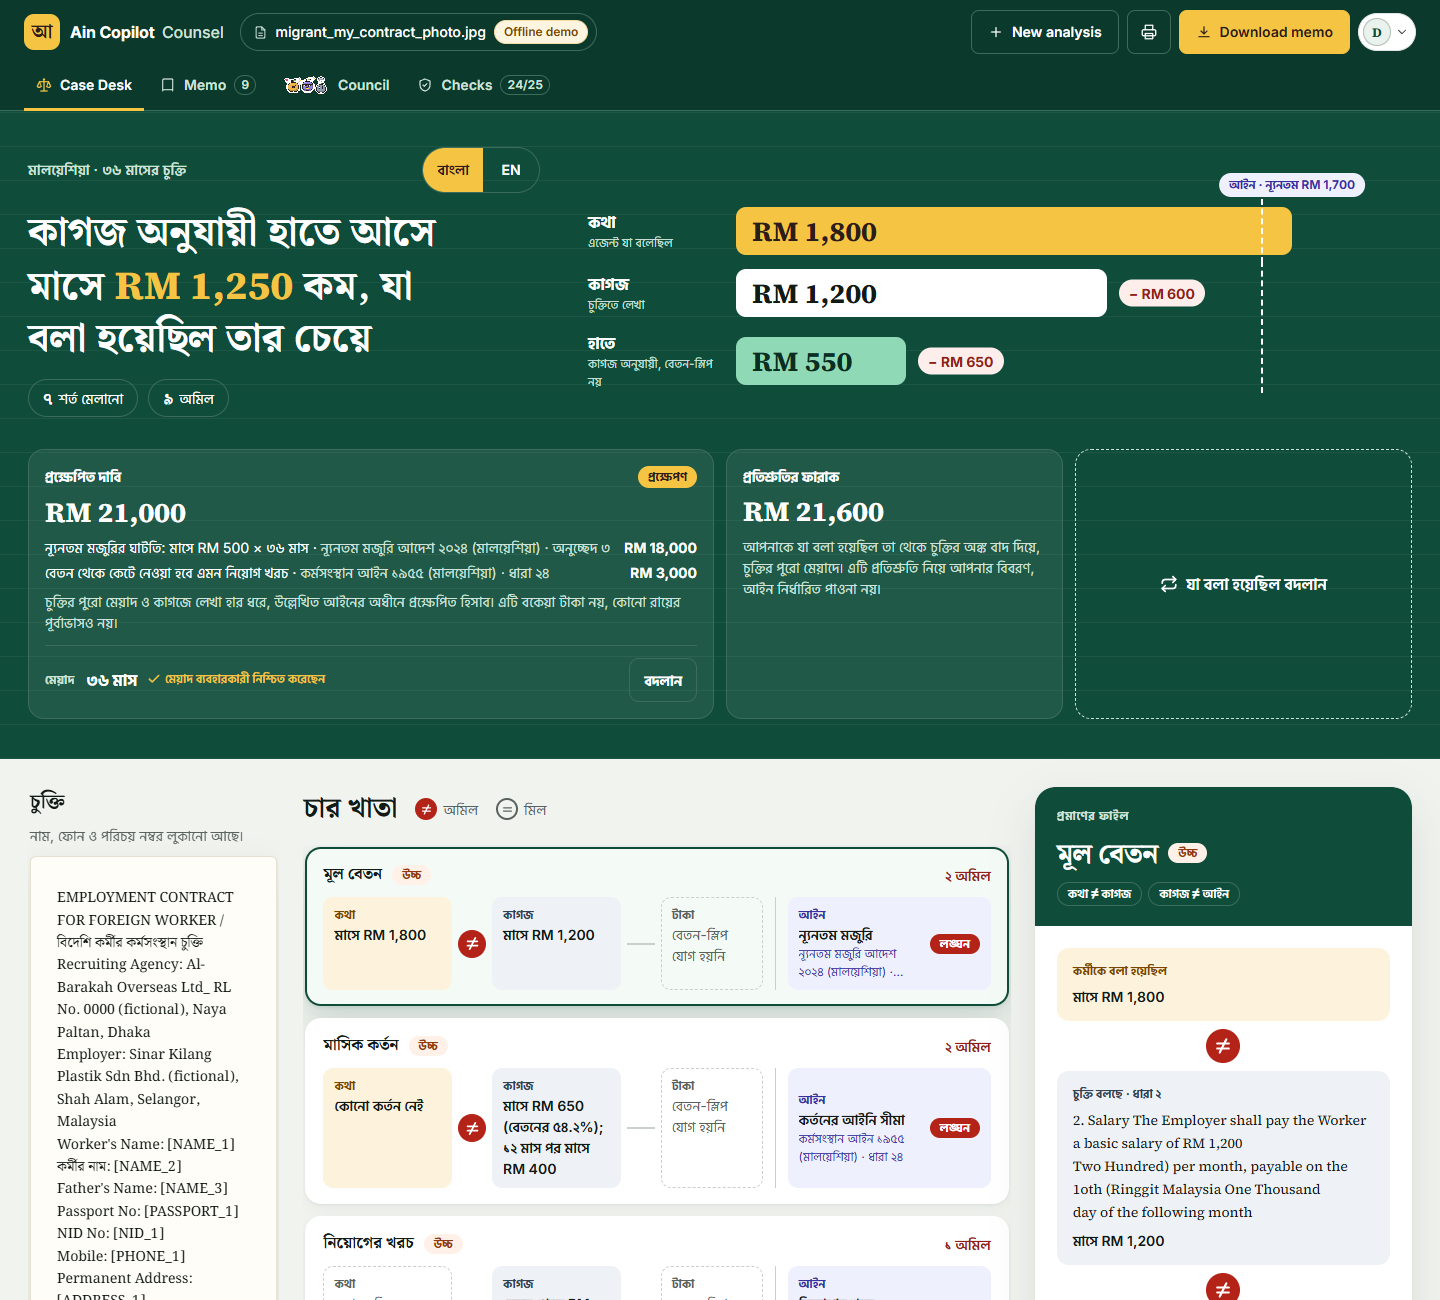 আ Ain Copilot Counsel
migrant_my_contract_photo.jpg Offline demo
New analysis
Download memo
D
Case Desk
Memo 9
Council
Checks 24/25
মালয়েশিয়া · ৩৬ মাসের চুক্তি
বাংলা EN
কাগজ অনুযায়ী হাতে আসে
মাসে RM 1,250 কম, যা
বলা হয়েছিল তার চেয়ে
৭ শর্ত মেলানো
৯ অমিল
আইন · ন্যূনতম RM 1,700
কথা
এজেন্ট যা বলেছিল
RM 1,800
কাগজ
চুক্তিতে লেখা
RM 1,200
– RM 600
হাতে
কাগজ অনুযায়ী, বেতন-স্লিপ
নয়
RM 550
– RM 650
প্রক্ষেপিত দাবি
প্রক্ষেপণ
RM 21,000
ন্যূনতম মজুরির ঘাটতি: মাসে RM 500 × ৩৬ মাস · ন্যূনতম মজুরি আদেশ ২০২৪ (মালয়েশিয়া) · অনুচ্ছেদ ৩ RM 18,000
বেতন থেকে কেটে নেওয়া হবে এমন নিয়োগ খরচ · কর্মসংস্থান আইন ১৯৫৫ (মালয়েশিয়া) · ধারা ২৪ RM 3,000
চুক্তির পুরো মেয়াদ ও কাগজে লেখা হার ধরে, উল্লেখিত আইনের অধীনে প্রক্ষেপিত হিসাব। এটি বকেয়া টাকা নয়, কোনো রায়ের
পূর্বাভাসও নয়।
মেয়াদ ৩৬ মাস মেয়াদ ব্যবহারকারী নিশ্চিত করেছেন
বদলান
প্রতিশ্রুতির ফারাক
RM 21,600
আপনাকে যা বলা হয়েছিল তা থেকে চুক্তির অঙ্ক বাদ দিয়ে,
চুক্তির পুরো মেয়াদে। এটি প্রতিশ্রুতি নিয়ে আপনার বিবরণ,
আইন নির্ধারিত পাওনা নয়।
যা বলা হয়েছিল বদলান
চুক্তি
নাম, ফোন ও পরিচয় নম্বর লুকানো আছে।
EMPLOYMENT CONTRACT
FOR FOREIGN WORKER /
বিদেশি কর্মীর কর্মসংস্থান চুক্তি
Recruiting Agency: Al-
Barakah Overseas Ltd_ RL
No. 0000 (fictional), Naya
Paltan, Dhaka
Employer: Sinar Kilang
Plastik Sdn Bhd. (fictional),
Shah Alam, Selangor,
Malaysia
Worker's Name: [NAME_1]
কর্মীর নাম: [NAME_2]
Father's Name: [NAME_3]
Passport No: [PASSPORT_1]
NID No: [NID_1]
Mobile: [PHONE_1]
Permanent Address:
[ADDRESS_1]
চার খাতা
≠ অমিল
= মিল
মূল বেতন উচ্চ
২ অমিল
কথা
মাসে RM 1,800
≠
কাগজ
মাসে RM 1,200
টাকা
বেতন-স্লিপ
যোগ হয়নি
আইন
ন্যূনতম মজুরি
ন্যূনতম মজুরি আদেশ
২০২৪ (মালয়েশিয়া) ·...
লঙ্ঘন
মাসিক কর্তন উচ্চ
২ অমিল
কথা
কোনো কর্তন নেই
≠
কাগজ
মাসে RM 650
(বেতনের ৫৪.২%);
১২ মাস পর মাসে
RM 400
টাকা
বেতন-স্লিপ
যোগ হয়নি
আইন
কর্তনের আইনি সীমা
কর্মসংস্থান আইন ১৯৫৫
(মালয়েশিয়া) · ধারা ২৪
লঙ্ঘন
নিয়োগের খরচ উচ্চ
১ অমিল
কথা
কাগজ
টাকা
আইন
প্রমাণের ফাইল
মূল বেতন উচ্চ
কথা ≠ কাগজ
কাগজ ≠ আইন
কর্মীকে বলা হয়েছিল
মাসে RM 1,800
≠
চুক্তি বলছে · ধারা ২
2. Salary The Employer shall pay the Worker
a basic salary of RM 1,200
Two Hundred) per month, payable on the
1oth (Ringgit Malaysia One Thousand
day of the following month
মাসে RM 1,200
≠